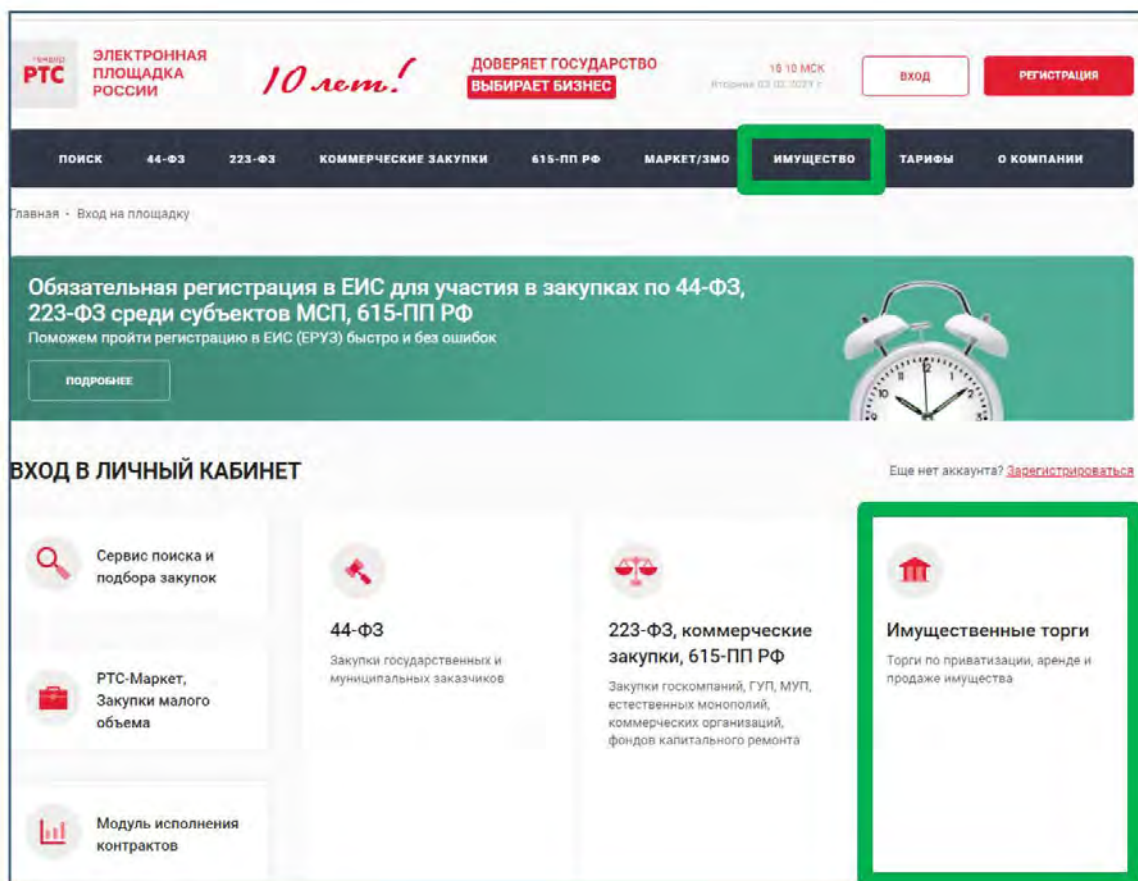 тендер
РТС
ЭЛЕКТРОННАЯ
ПЛОЩАДКА
РОССИИ
10 лет!
ДОВЕРЯЕТ ГОСУДАРСТВО
ВЫБИРАЕТ БИЗНЕС
МСК
ВХОД
РЕГИСТРАЦИЯ
ПОИСК 44-ФЗ 223-ФЗ КОММЕРЧЕСКИЕ ЗАКУПКИ 615-ПП РФ МАРКЕТ/ЗМО ИМУЩЕСТВО ТАРИФЫ О КОМПАНИИ
Главная • Вход на площадку
Обязательная регистрация в ЕИС для участия в закупках по 44-ФЗ,
223-ФЗ среди субъектов МСП, 615-ПП РФ
Поможем пройти регистрацию в ЕИС (ЕРУЗ) быстро и без ошибок
ПОДРОБНЕЕ
ВХОД В ЛИЧНЫЙ КАБИНЕТ
Еще нет аккаунта? Зарегистрироваться
Сервис поиска и
подбора закупок
РТС-Маркет,
Закупки малого
объема
Модуль исполнения
контрактов
44-ФЗ
Закупки государственных и
муниципальных заказчиков
223-ФЗ, коммерческие
закупки, 615-ПП РФ
Закупки госкомпаний, ГУП, МУП,
естественных монополий,
коммерческих организаций,
фондов капитального ремонта
Имущественные торги
Торги по приватизации, аренде и
продаже имущества